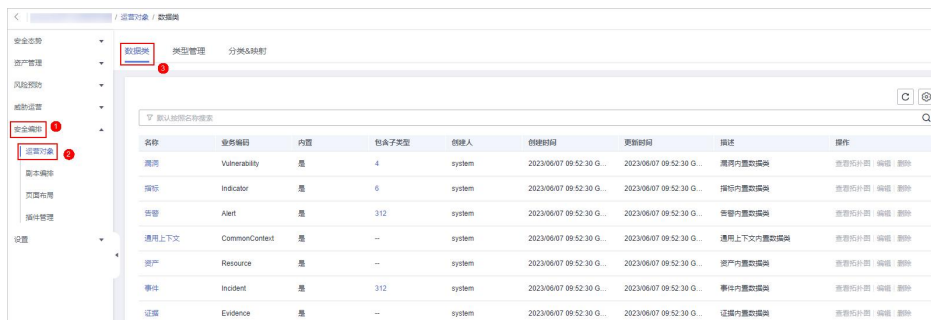 / 运营对象 / 数据类
安全态势
资产管理
风险预防
威胁运营
安全编排
1
运营对象
2
剧本编排
页面布局
插件管理
设置
数据类 类型管理 分类&映射
3
默认按照名称搜索
名称 业务编码 内置 包含子类型 创建人 创建时间 更新时间 描述 操作
漏洞 Vulnerability 是 4 system 2023/06/07 09:52:30 G... 2023/06/07 09:52:30 G... 漏洞内置数据类 查看拓扑图 编辑 删除
指标 Indicator 是 6 system 2023/06/07 09:52:30 G... 2023/06/07 09:52:30 G... 指标内置数据类 查看拓扑图 编辑 删除
告警 Alert 是 312 system 2023/06/07 09:52:30 G... 2023/06/07 09:52:30 G... 告警内置数据类 查看拓扑图 编辑 删除
通用上下文 CommonContext 是 -- system 2023/06/07 09:52:30 G... 2023/06/07 09:52:30 G... 通用上下文内置数据类 查看拓扑图 编辑 删除
资产 Resource 是 -- system 2023/06/07 09:52:30 G... 2023/06/07 09:52:30 G... 资产内置数据类 查看拓扑图 编辑 删除
事件 Incident 是 312 system 2023/06/07 09:52:30 G... 2023/06/07 09:52:30 G... 事件内置数据类 查看拓扑图 编辑 删除
证据 Evidence 是 -- system 2023/06/07 09:52:30 G... 2023/06/07 09:52:30 G... 证据内置数据类 查看拓扑图 编辑 删除